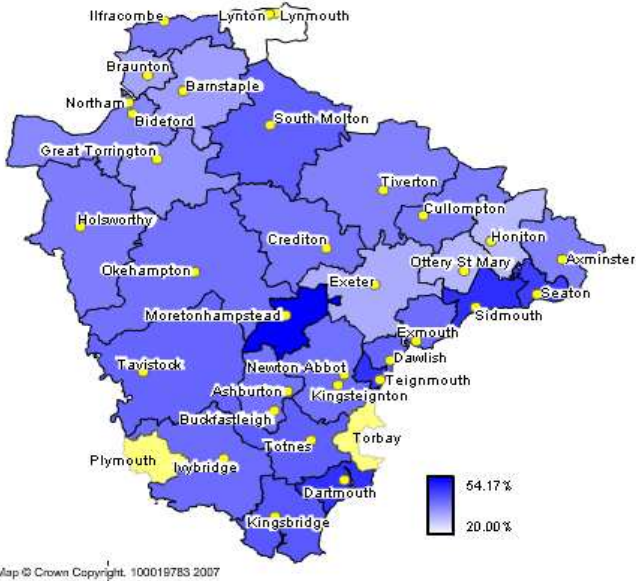 Ilfracombe
Lynton Lynmouth
Braunton
Barnstaple
Northam
Bideford
South Molton
Great Torrington
Tiverton
Cullompton
Holsworthy
Honiton
Crediton
Ottery St Mary
Axminster
Okehampton
Exeter
Seaton
Moretonhampstead
Sidmouth
Exmouth
Dawlish
Tavistock
Newton Abbot
Teignmouth
Ashburton
Kingsteignton
Buckfastleigh
Torbay
Totnes
Plymouth
Ivybridge
Dartmouth
54.17%
Kingsbridge
20.00%
Map © Crown Copyright. 100019783 2007